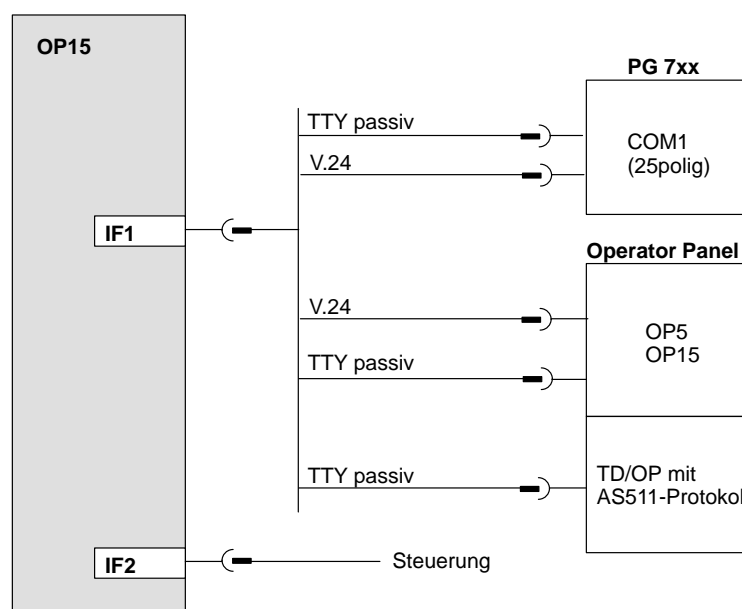 OP15
PG 7xx
TTY passiv
COM1
(25polig)
V.24
IF1
Operator Panel
V.24
OP5
OP15
TTY passiv
TTY passiv
TD/OP mit
AS511-Protokol
IF2
Steuerung